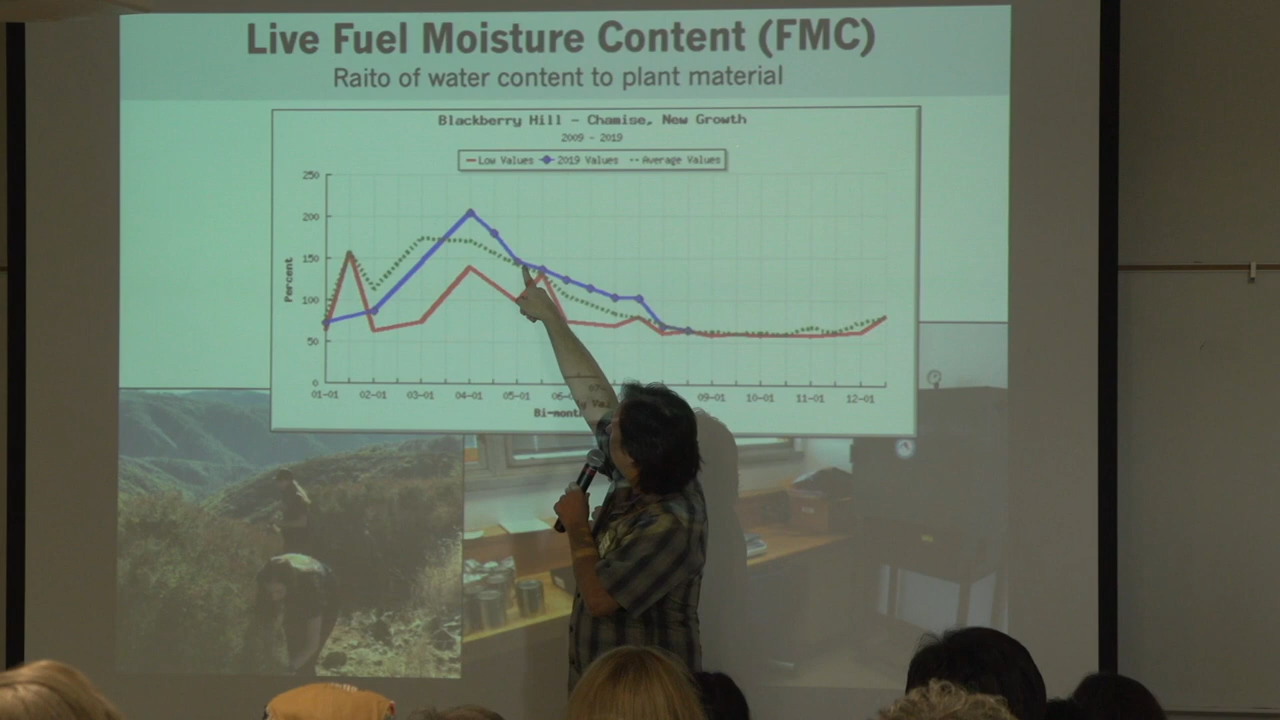 Live Fuel Moisture Content (FMC)
Raito of water content to plant material
Blackberry Hill - Chamise, New Growth
2009 - 2019
Low Values 2019 Values Average Values
250
200
150
100
50
0
Percent
01-01 02-01 03-01 04-01 05-01 06-0 09-01 10-01 11-01 12-01
Bi-mont